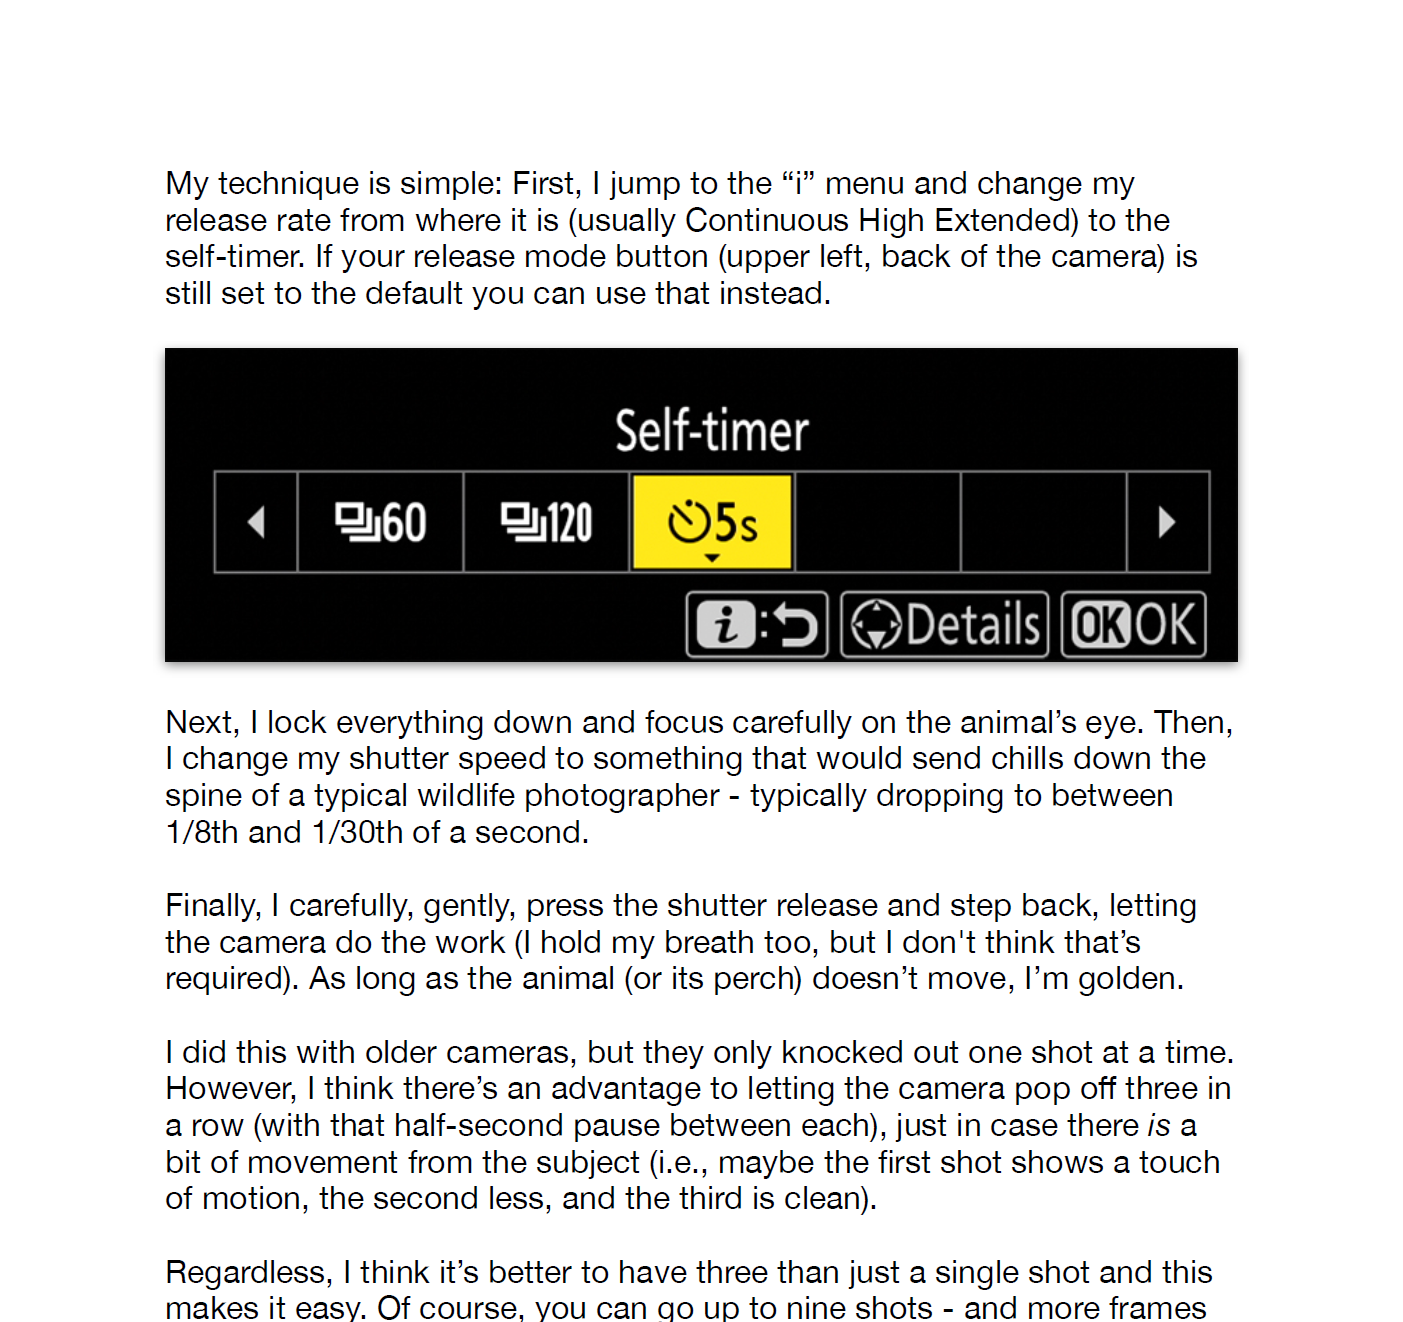 My technique is simple: First, I jump to the “i” menu and change my
release rate from where it is (usually Continuous High Extended) to the
self-timer. If your release mode button (upper left, back of the camera) is
still set to the default you can use that instead.
Self-timer
60 120 5s
i: Details OK OK
Next, I lock everything down and focus carefully on the animal’s eye. Then,
I change my shutter speed to something that would send chills down the
spine of a typical wildlife photographer - typically dropping to between
1/8th and 1/30th of a second.
Finally, I carefully, gently, press the shutter release and step back, letting
the camera do the work (I hold my breath too, but I don't think that’s
required). As long as the animal (or its perch) doesn’t move, I’m golden.
I did this with older cameras, but they only knocked out one shot at a time.
However, I think there’s an advantage to letting the camera pop off three in
a row (with that half-second pause between each), just in case there is a
bit of movement from the subject (i.e., maybe the first shot shows a touch
of motion, the second less, and the third is clean).
Regardless, I think it’s better to have three than just a single shot and this
makes it easy. Of course, you can go up to nine shots - and more frames